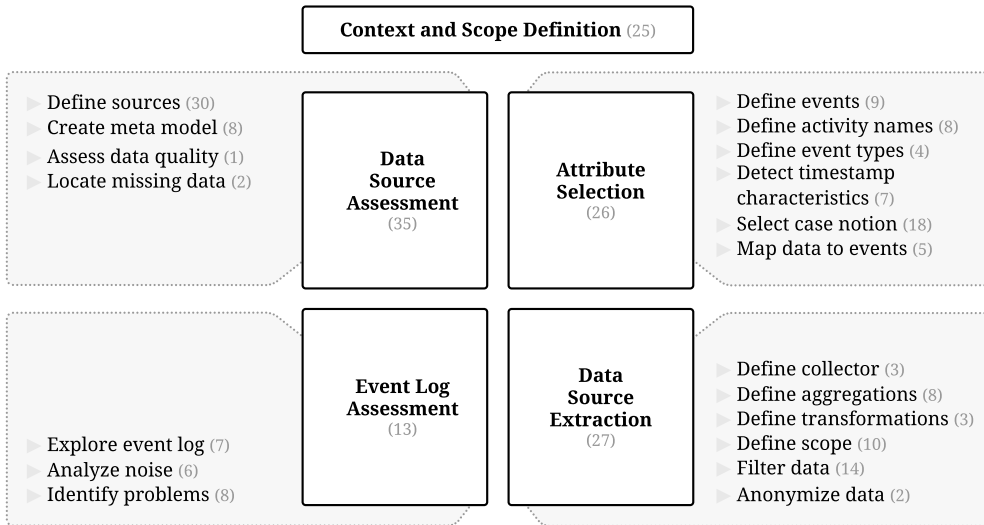 Context and Scope Definition (25)
Define sources (30)
Create meta model (8)
Assess data quality (1)
Locate missing data (2)
Data
Source
Assessment
(35)
Attribute
Selection
(26)
Define events (9)
Define activity names (8)
Define event types (4)
Detect timestamp
characteristics (7)
Select case notion (18)
Map data to events (5)
Explore event log (7)
Analyze noise (6)
Identify problems (8)
Event Log
Assessment
(13)
Data
Source
Extraction
(27)
Define collector (3)
Define aggregations (8)
Define transformations (3)
Define scope (10)
Filter data (14)
Anonymize data (2)